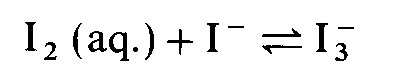 I₂ (aq.) + I⁻ ⇌ I₃⁻